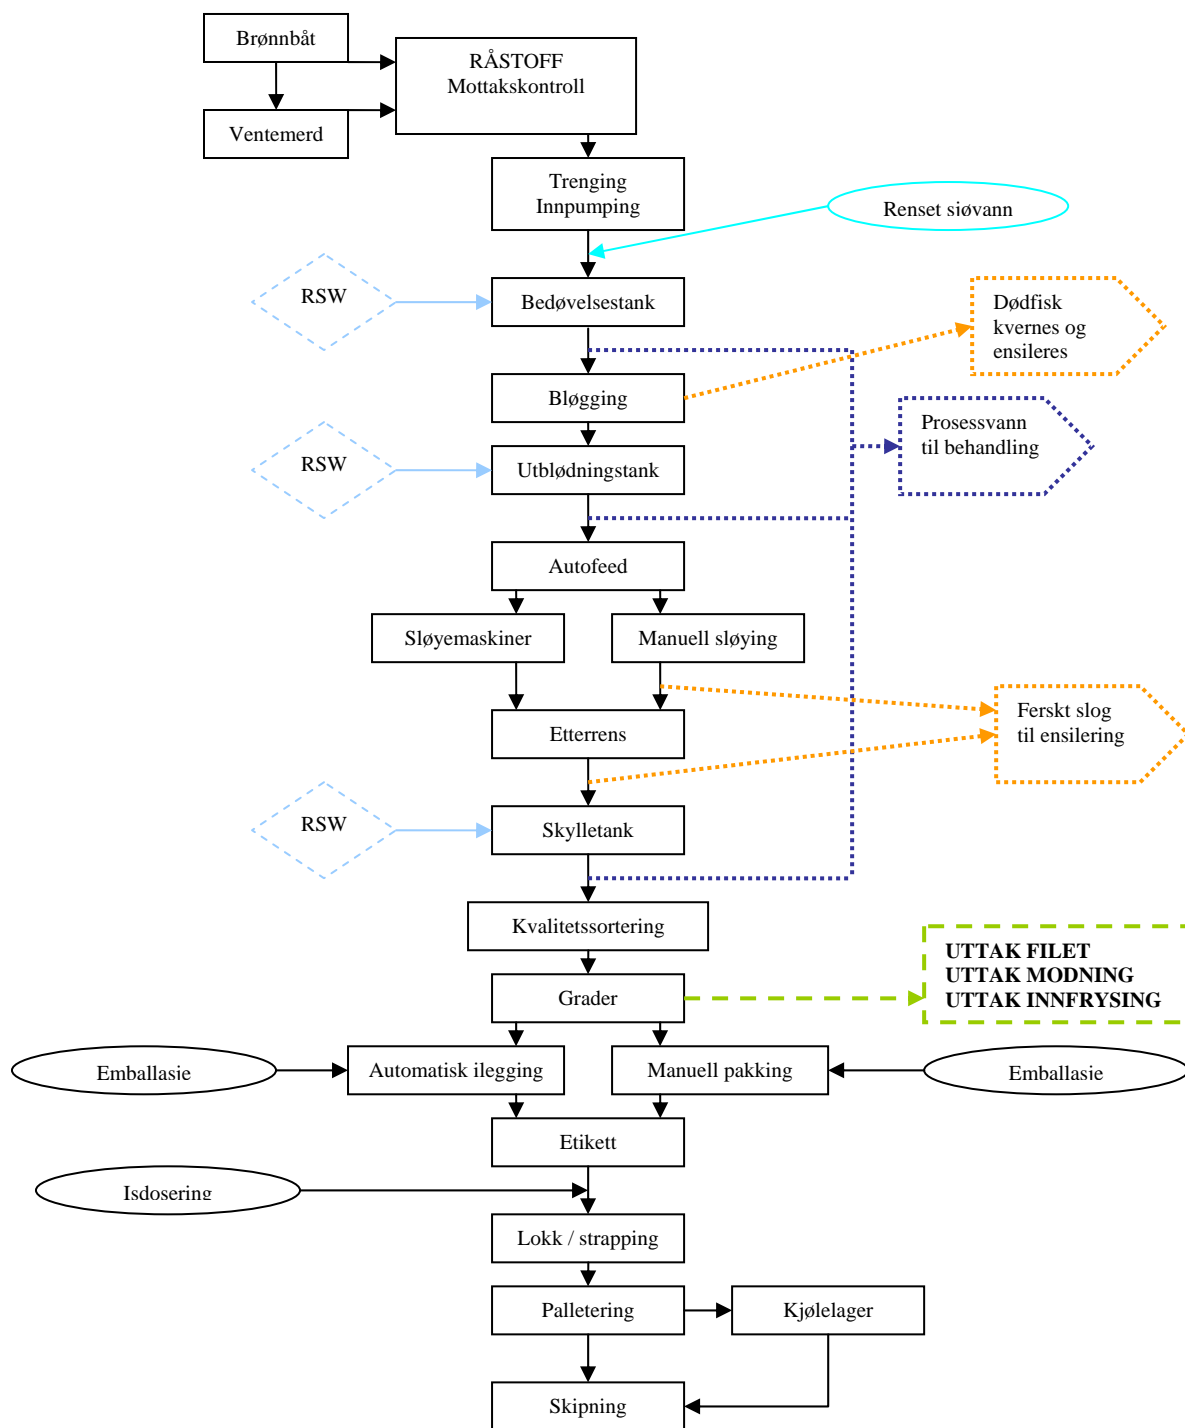 Brønnbåt
RÅSTOFF
Mottakskontroll
Ventemerd
Trenging
Innpumping
Renset sjøvann
RSW
Bedøvelsestank
Dødfisk
kvernes og
ensileres
Bløgging
Prosessvann
til behandling
RSW
Utblødningstank
Autofeed
Sløyemaskiner
Manuell sløying
Etterrens
Ferskt slog
til ensilering
RSW
Skylletank
Kvalitetssortering
UTTAK FILET
UTTAK MODNING
UTTAK INNFRYSING
Grader
Emballasje
Automatisk ilegging
Manuell pakking
Emballasje
Etikett
Isdosering
Lokk / strapping
Palletering
Kjølelager
Skipning